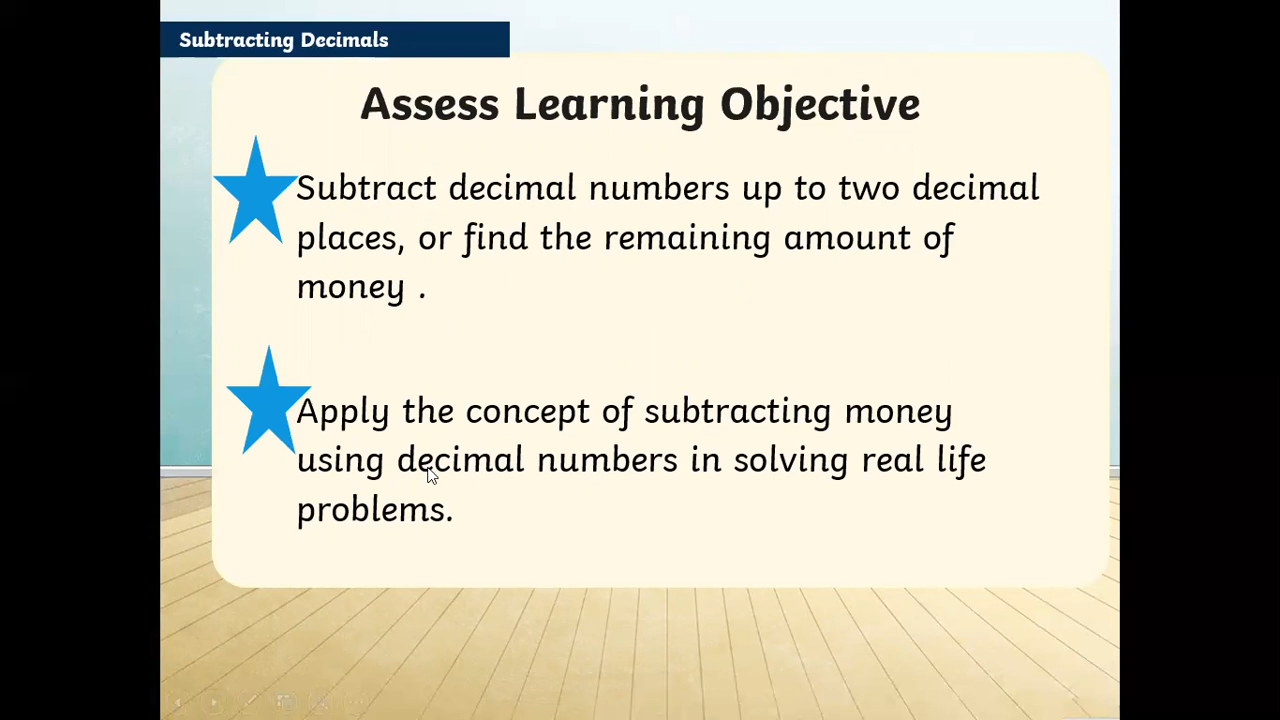 Subtracting Decimals
Assess Learning Objective
Subtract decimal numbers up to two decimal
places, or find the remaining amount of
money .
Apply the concept of subtracting money
using decimal numbers in solving real life
problems.